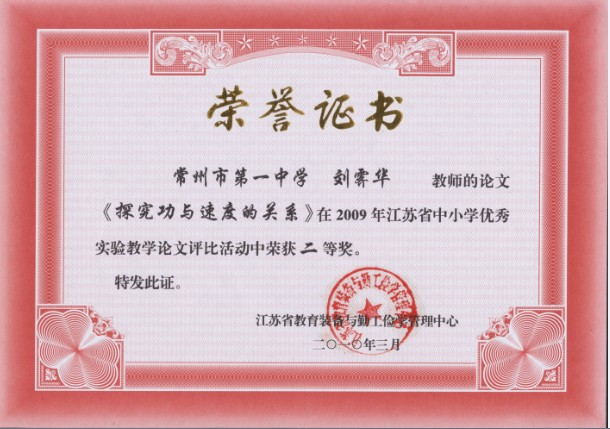 荣誉证书
常州市第一中学 刘霁华 教师的论文
《探究功与速度的关系》在2009年江苏省中小学优秀
实验教学论文评比活动中荣获二等奖。
特发此证。
江苏省教育装备与勤工俭学管理中心
二〇一〇年三月